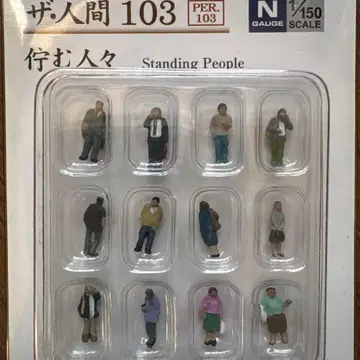 ザ・人間 103
PER. 103
N GAUGE
1/150 SCALE
佇む人々
Standing People